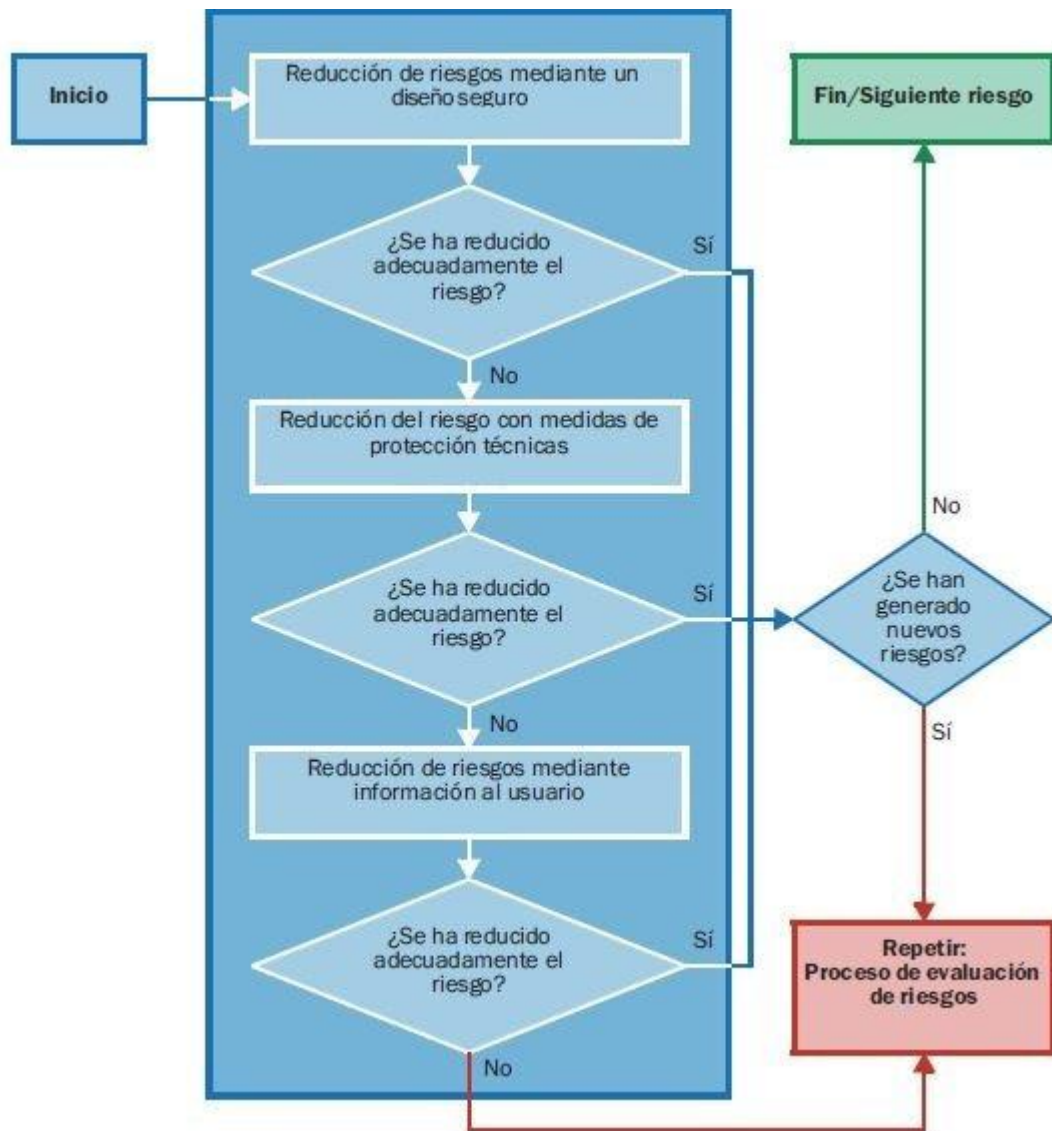 Inicio
Reducción de riesgos mediante un
diseño seguro
Fin/Siguiente riesgo
¿Se ha reducido
adecuadamente el
riesgo?
Sí
No
Reducción del riesgo con medidas de
protección técnicas
¿Se ha reducido
adecuadamente el
riesgo?
Sí
No
¿Se han
generado
nuevos
riesgos?
No
Sí
Reducción de riesgos mediante
información al usuario
¿Se ha reducido
adecuadamente el
riesgo?
Sí
No
Repetir:
Proceso de evaluación
de riesgos